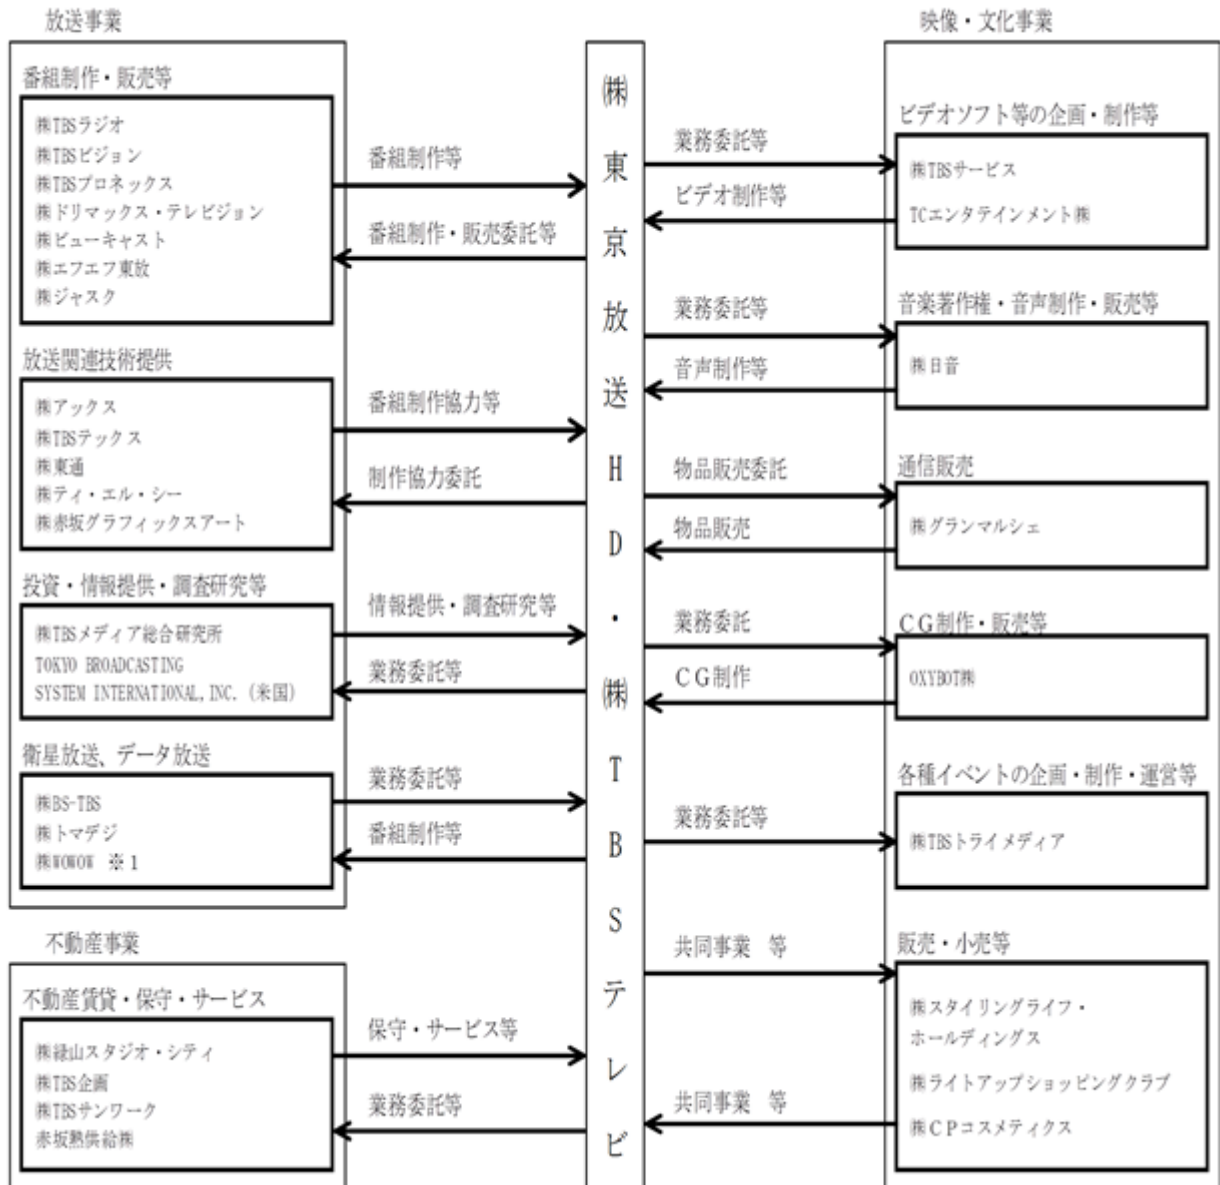 放送事業
番組制作・販売等
㈱TBSラジオ
㈱TBSビジョン
㈱TBSプロネックス
㈱ドリマックス・テレビジョン
㈱ビューキャスト
㈱エフエフ東放
㈱ジャスク
番組制作等
番組制作・販売委託等
放送関連技術提供
㈱アックス
㈱TBSテックス
㈱東通
㈱ティ・エル・シー
㈱赤坂グラフィックスアート
番組制作協力等
制作協力委託
投資・情報提供・調査研究等
㈱TBSメディア総合研究所
TOKYO BROADCASTING
SYSTEM INTERNATIONAL,INC.(米国)
情報提供・調査研究等
業務委託等
衛星放送、データ放送
㈱BS-TBS
㈱トマデジ
㈱WOWOW ※1
業務委託等
番組制作等
不動産事業
不動産賃貸・保守・サービス
㈱緑山スタジオ・シティ
㈱TBS企画
㈱TBSサンワーク
赤坂熱供給㈱
保守・サービス等
業務委託等
㈱東京放送HD・㈱TBSテレビ
映像・文化事業
業務委託等
ビデオ制作等
ビデオソフト等の企画・制作等
㈱TBSサービス
TCエンタテインメント㈱
業務委託等
音声制作等
音楽著作権・音声制作・販売等
㈱日音
物品販売委託
物品販売
通信販売
㈱グランマルシェ
業務委託
CG制作
CG制作・販売等
OXYBOT㈱
業務委託等
各種イベントの企画・制作・運営等
㈱TBSトライメディア
共同事業 等
共同事業 等
販売・小売等
㈱スタイリングライフ・
ホールディングス
㈱ライトアップショッピングクラブ
㈱CPコスメティクス